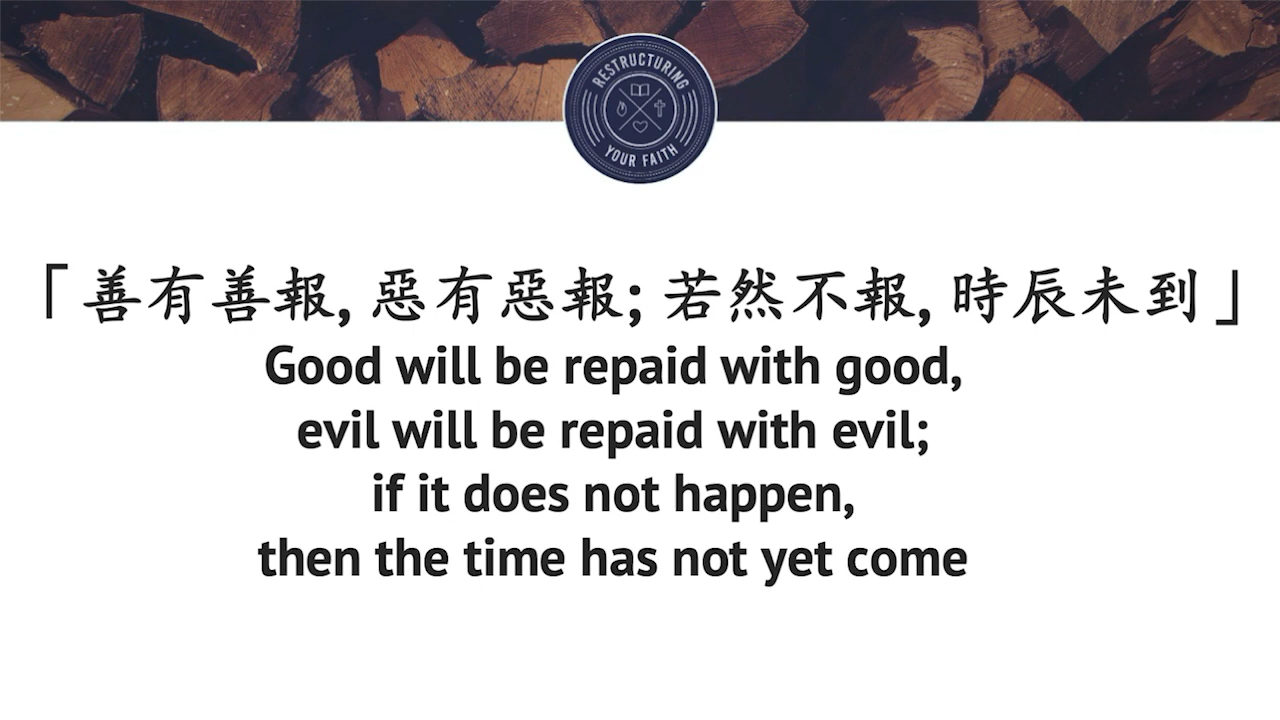 RESTRUCTURING
YOUR FAITH
「善有善報, 惡有惡報; 若然不報, 時辰未到」
Good will be repaid with good,
evil will be repaid with evil;
if it does not happen,
then the time has not yet come